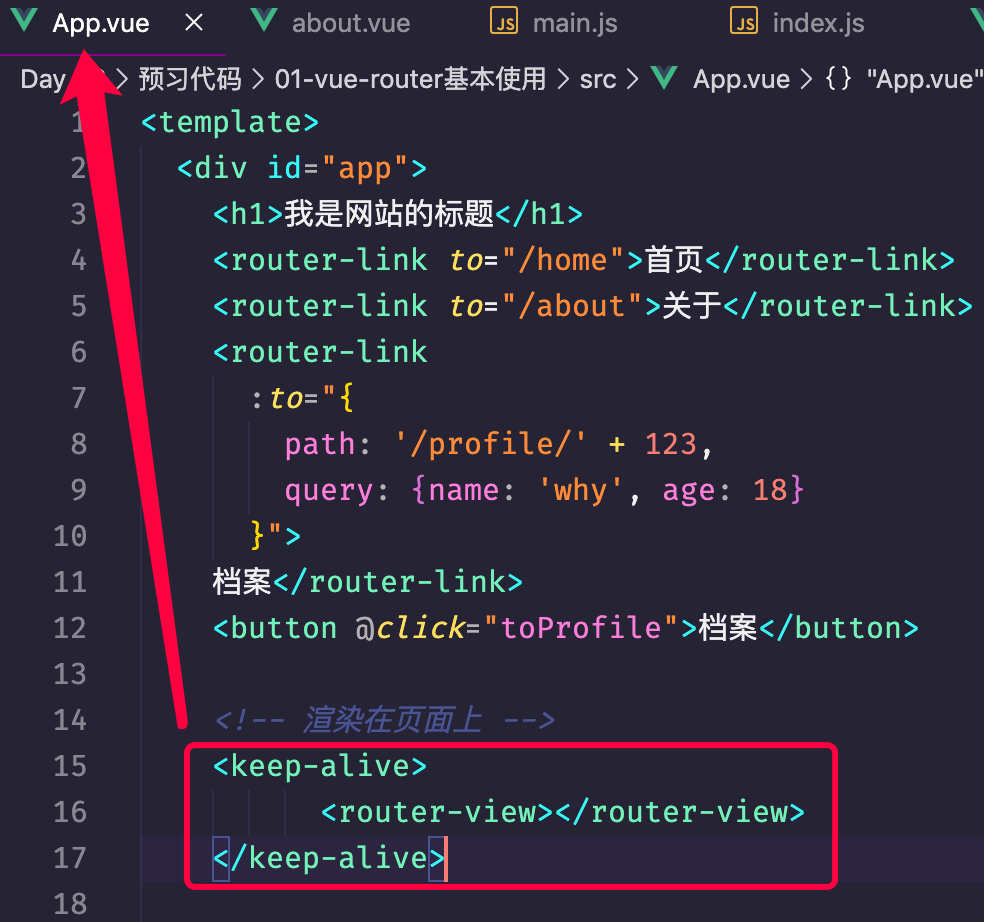 App.vue × about.vue JS main.js JS index.js
Day > 预习代码 > 01-vue-router基本使用 > src > App.vue > {} "App.vue"
1 <template>
2 <div id="app">
3 <h1>我是网站的标题</h1>
4 <router-link to="/home">首页</router-link>
5 <router-link to="/about">关于</router-link>
6 <router-link
7 :to="{
8 path: '/profile/' + 123,
9 query: {name: 'why', age: 18}
10 }">
11 档案</router-link>
12 <button @click="toProfile">档案</button>
13
14 <!-- 渲染在页面上 -->
15 <keep-alive>
16 <router-view></router-view>
17 </keep-alive>
18